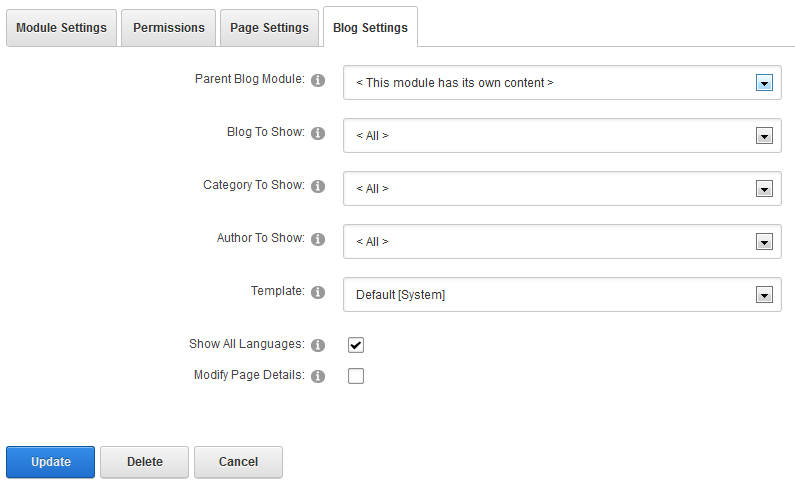 Module Settings Permissions Page Settings Blog Settings
Parent Blog Module: < This module has its own content >
Blog To Show: < All >
Category To Show: < All >
Author To Show: < All >
Template: Default [System]
Show All Languages:
Modify Page Details:
Update Delete Cancel